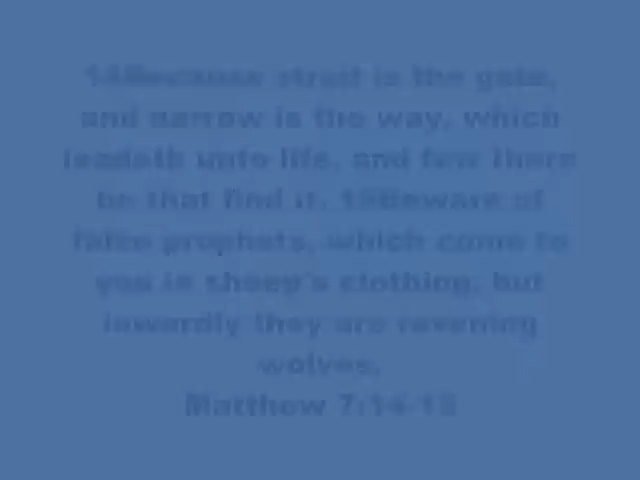 14Because strait is the gate,
and narrow is the way, which
leadeth unto life, and few there
be that find it. 15Beware of
false prophets, which come to
you in sheep's clothing, but
inwardly they are ravening
wolves.
Matthew 7:14-15